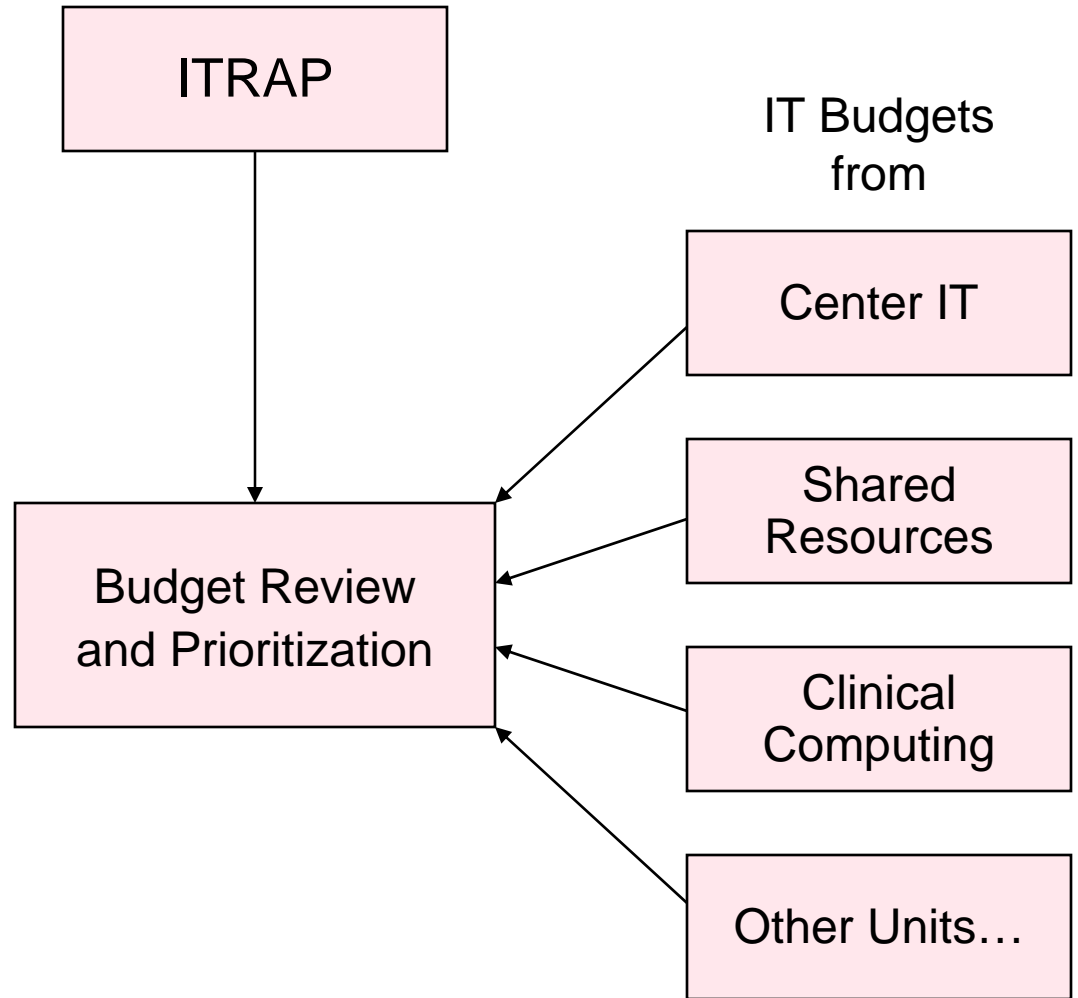 ITRAP
IT Budgets
from
Center IT
Shared
Resources
Budget Review
and Prioritization
Clinical
Computing
Other Units…